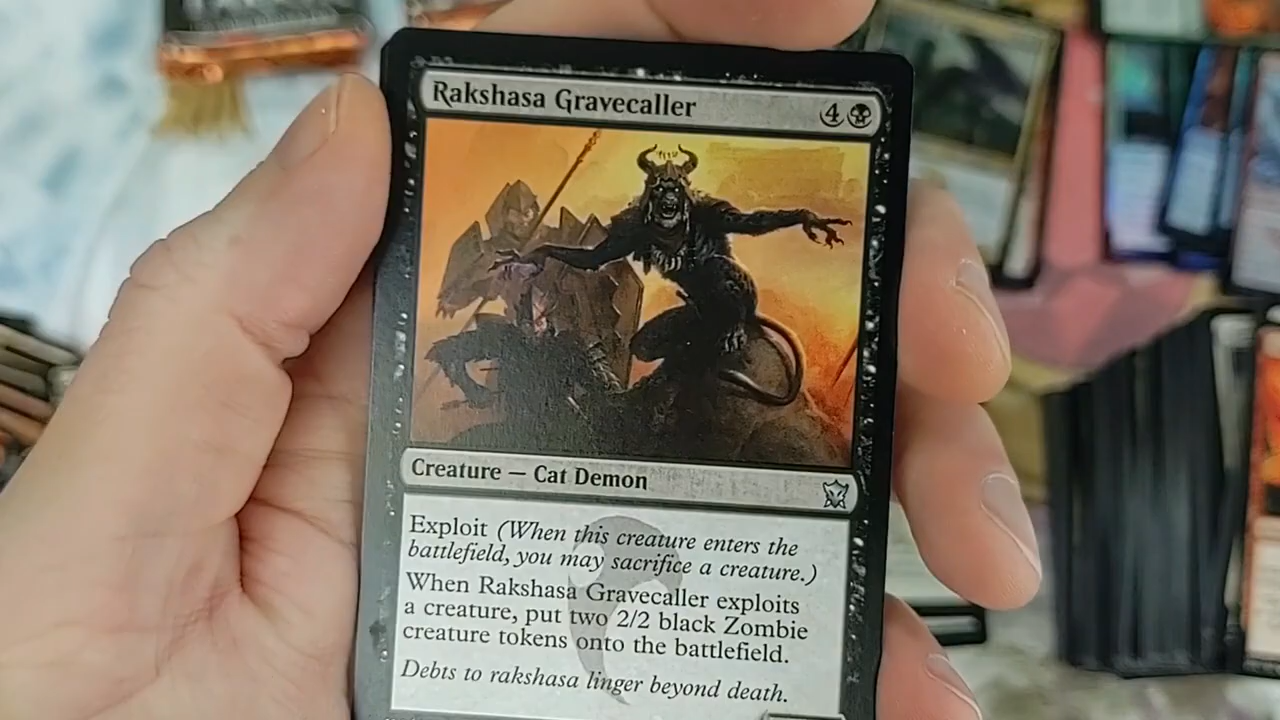 Rakshasa Gravecaller 4
Creature — Cat Demon
Exploit (When this creature enters the
battlefield, you may sacrifice a creature.)
When Rakshasa Gravecaller exploits
a creature, put two 2/2 black Zombie
creature tokens onto the battlefield.
Debts to rakshasa linger beyond death.